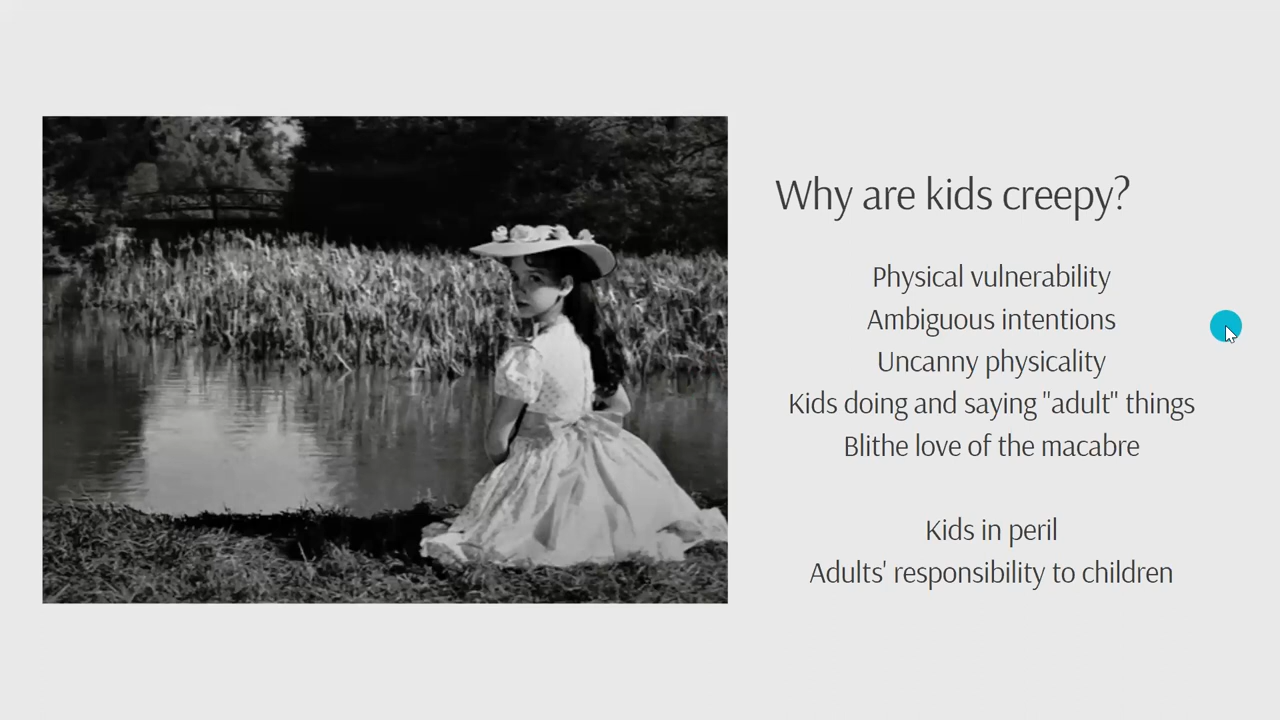 Why are kids creepy?
Physical vulnerability
Ambiguous intentions
Uncanny physicality
Kids doing and saying "adult" things
Blithe love of the macabre
Kids in peril
Adults' responsibility to children